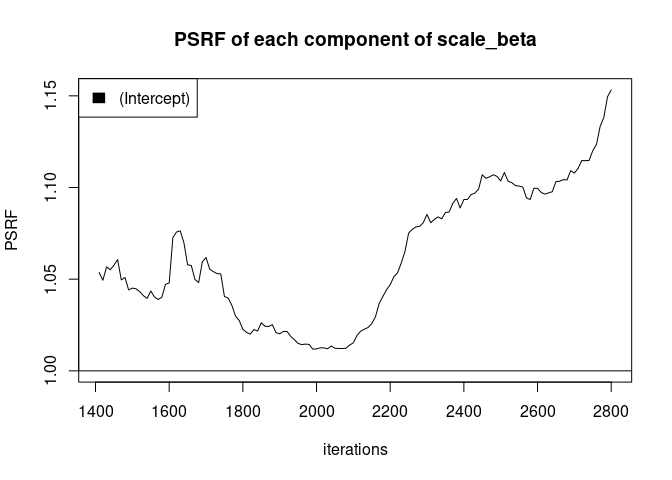 PSRF of each component of scale_beta
(Intercept)
PSRF
1.15
1.10
1.05
1.00
1400 1600 1800 2000 2200 2400 2600 2800
iterations